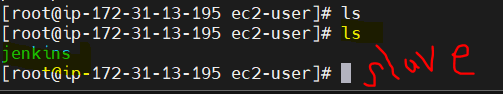 [root@ip-172-31-13-195 ec2-user]# ls
[root@ip-172-31-13-195 ec2-user]# ls
jenkins
[root@ip-172-31-13-195 ec2-user]#
slave